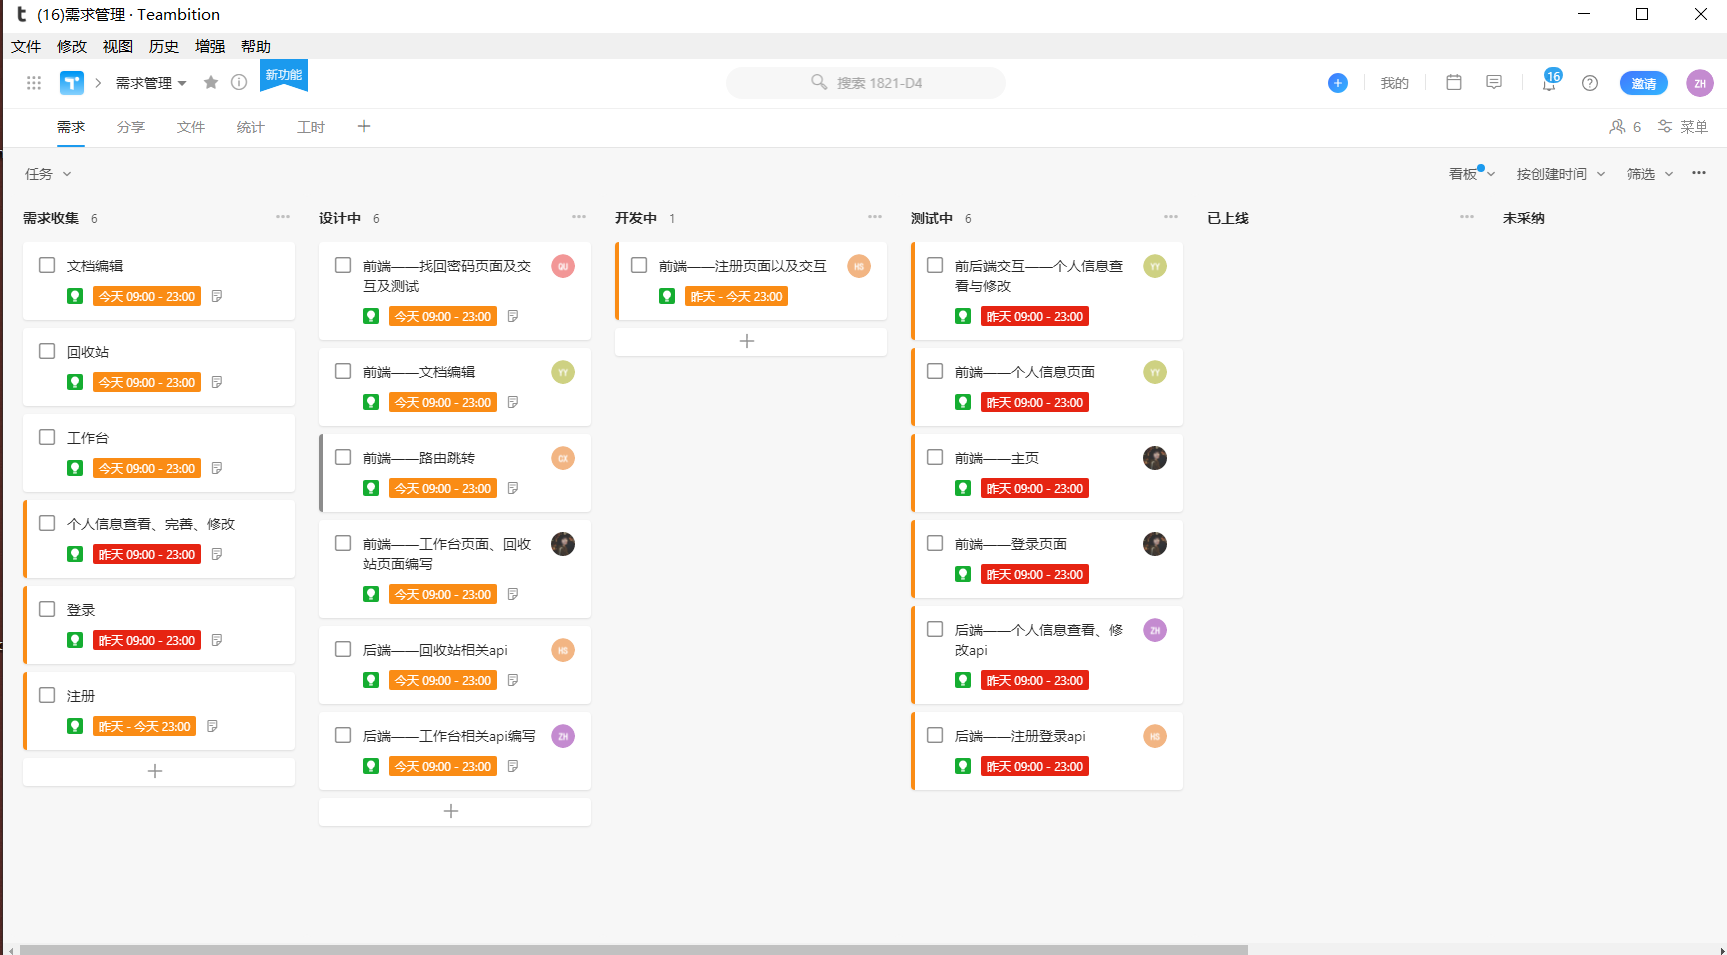 (16)需求管理 · Teambition
文件 修改 视图 历史 增强 帮助
需求管理
新功能
搜索 1821-D4
我的
16
邀请
ZH
需求 分享 文件 统计 工时
6 菜单
任务
看板 按创建时间 筛选
需求收集 6
文档编辑
今天 09:00 - 23:00
回收站
今天 09:00 - 23:00
工作台
今天 09:00 - 23:00
个人信息查看、完善、修改
昨天 09:00 - 23:00
登录
昨天 09:00 - 23:00
注册
昨天 - 今天 23:00
设计中 6
前端——找回密码页面及交
互及测试
QU
今天 09:00 - 23:00
前端——文档编辑
YY
今天 09:00 - 23:00
前端——路由跳转
CX
今天 09:00 - 23:00
前端——工作台页面、回收
站页面编写
今天 09:00 - 23:00
后端——回收站相关api
HS
今天 09:00 - 23:00
后端——工作台相关api编写
ZH
今天 09:00 - 23:00
开发中 1
前端——注册页面以及交互
HS
昨天 - 今天 23:00
测试中 6
前后端交互——个人信息查
看与修改
YY
昨天 09:00 - 23:00
前端——个人信息页面
YY
昨天 09:00 - 23:00
前端——主页
昨天 09:00 - 23:00
前端——登录页面
昨天 09:00 - 23:00
后端——个人信息查看、修
改api
ZH
昨天 09:00 - 23:00
后端——注册登录api
HS
昨天 09:00 - 23:00
已上线
未采纳